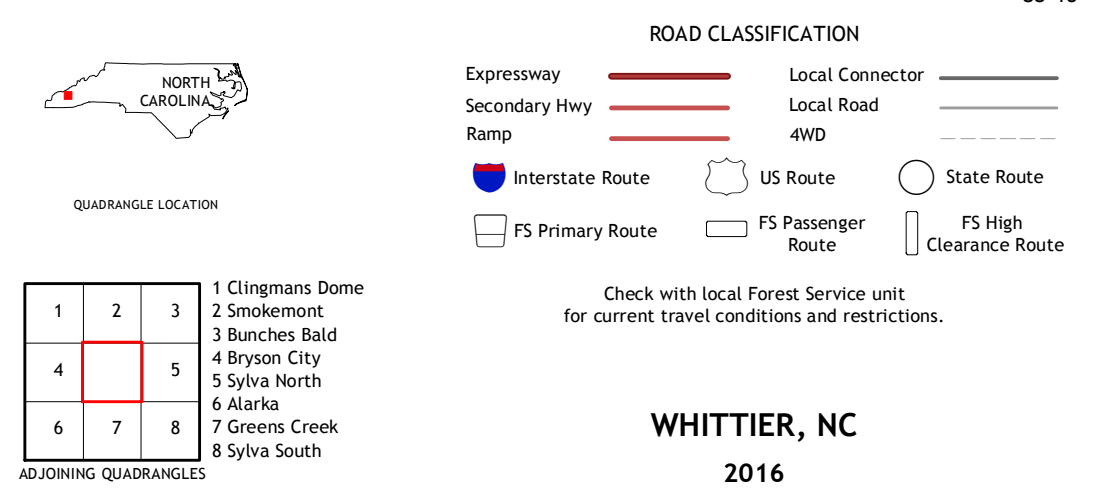 ROAD CLASSIFICATION
Expressway
Local Connector
Secondary Hwy
Local Road
Ramp
4WD
Interstate Route
US Route
State Route
FS Primary Route
FS Passenger
Route
FS High
Clearance Route
Check with local Forest Service unit
for current travel conditions and restrictions.
NORTH
CAROLINA
QUADRANGLE LOCATION
1 2 3
4 5
6 7 8
1 Clingmans Dome
2 Smokemont
3 Bunches Bald
4 Bryson City
5 Sylva North
6 Alarka
7 Greens Creek
8 Sylva South
ADJOINING QUADRANGLES
WHITTIER, NC
2016